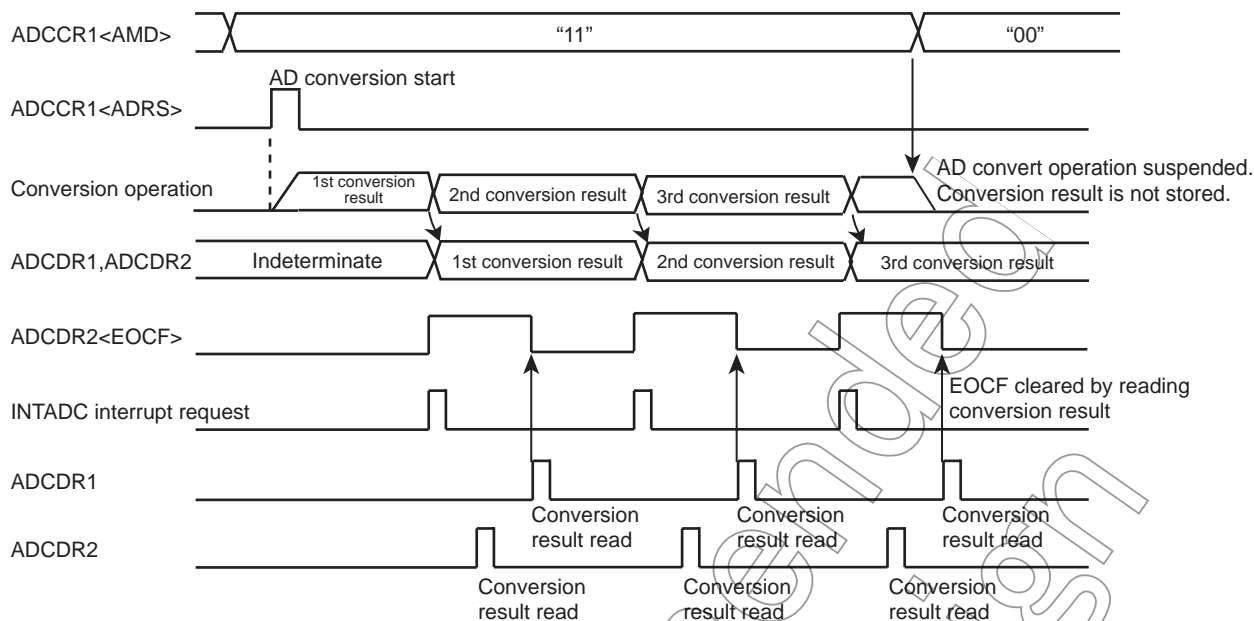 ADCCR1<AMD>
“11”
“00”
AD conversion start
ADCCR1<ADRS>
Conversion operation
1st conversion
result
2nd conversion result
3rd conversion result
AD convert operation suspended.
Conversion result is not stored.
ADCDR1,ADCDR2
Indeterminate
1st conversion result
2nd conversion result
3rd conversion result
ADCDR2<EOCF>
EOCF cleared by reading
conversion result
INTADC interrupt request
ADCDR1
Conversion
result read
Conversion
result read
Conversion
result read
ADCDR2
Conversion
result read
Conversion
result read
Conversion
result read